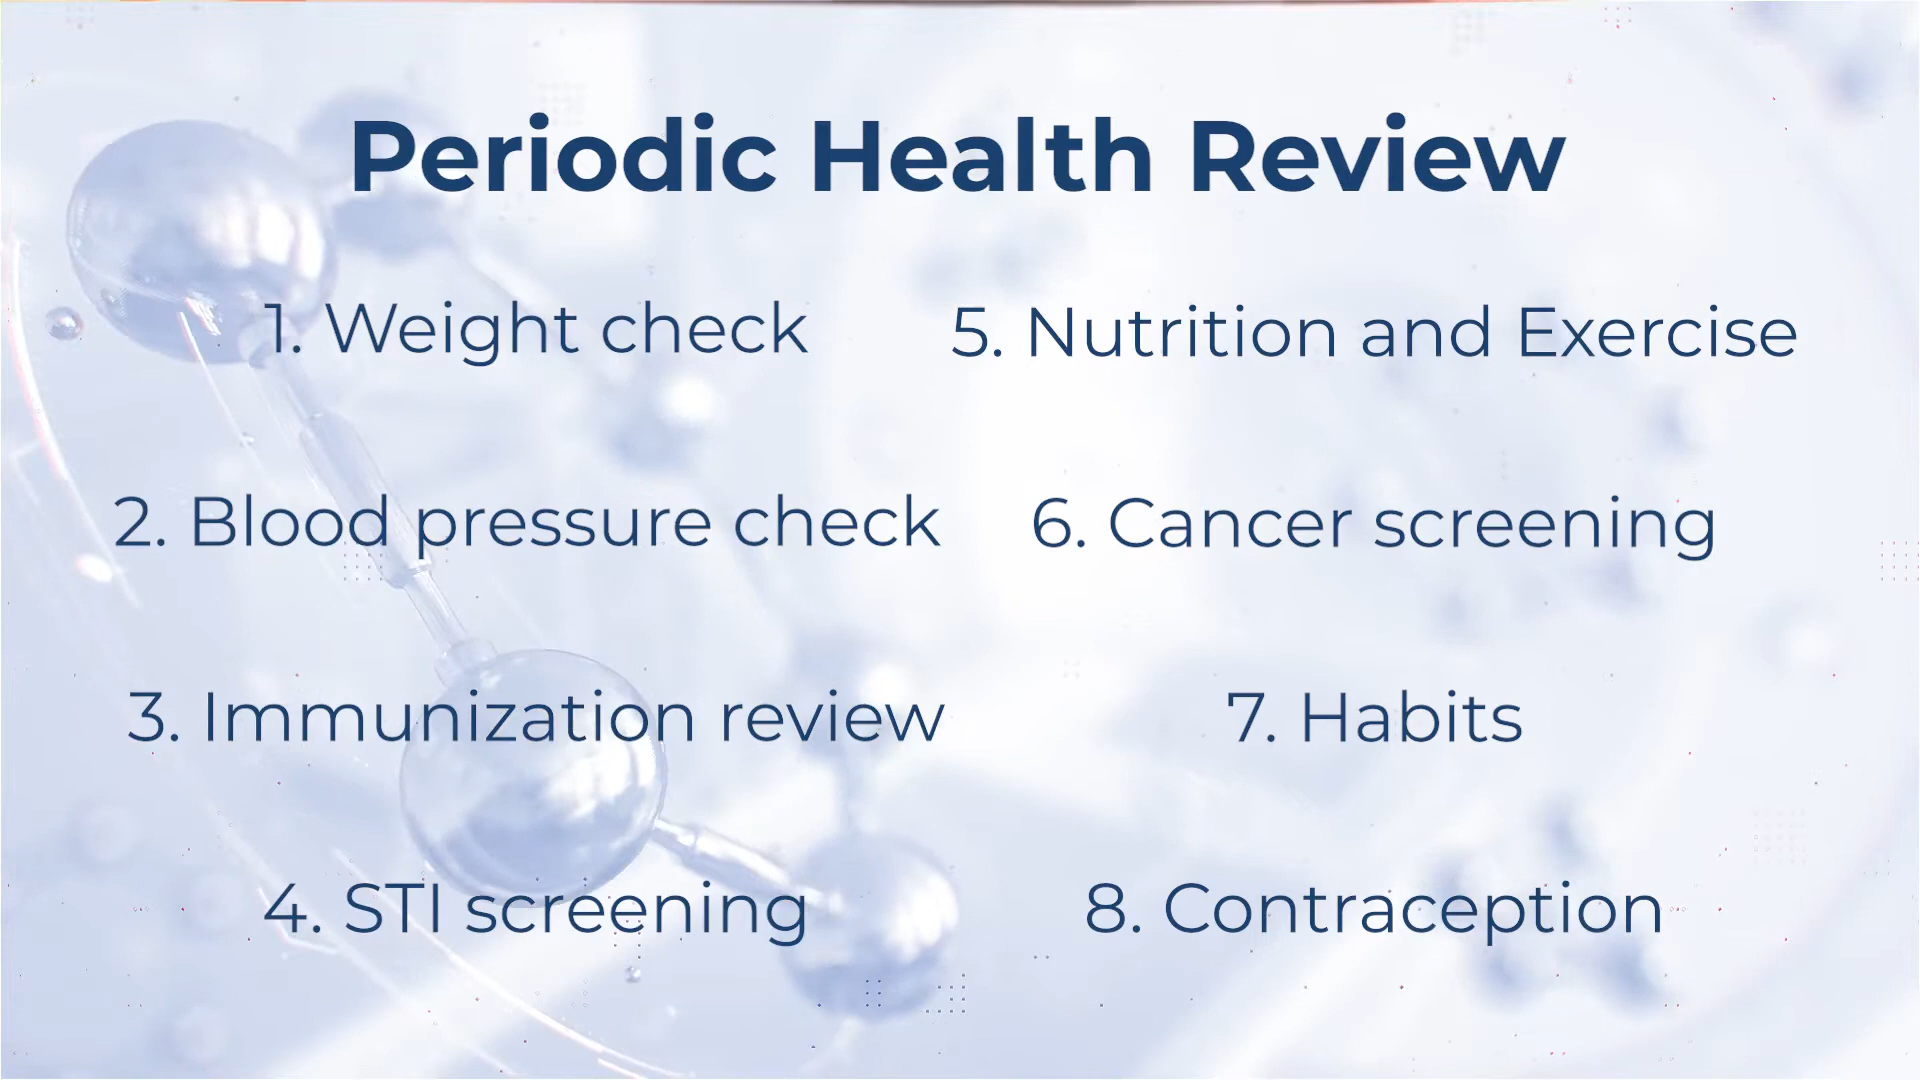 Periodic Health Review
1. Weight check
2. Blood pressure check
3. Immunization review
4. STI screening
5. Nutrition and Exercise
6. Cancer screening
7. Habits
8. Contraception